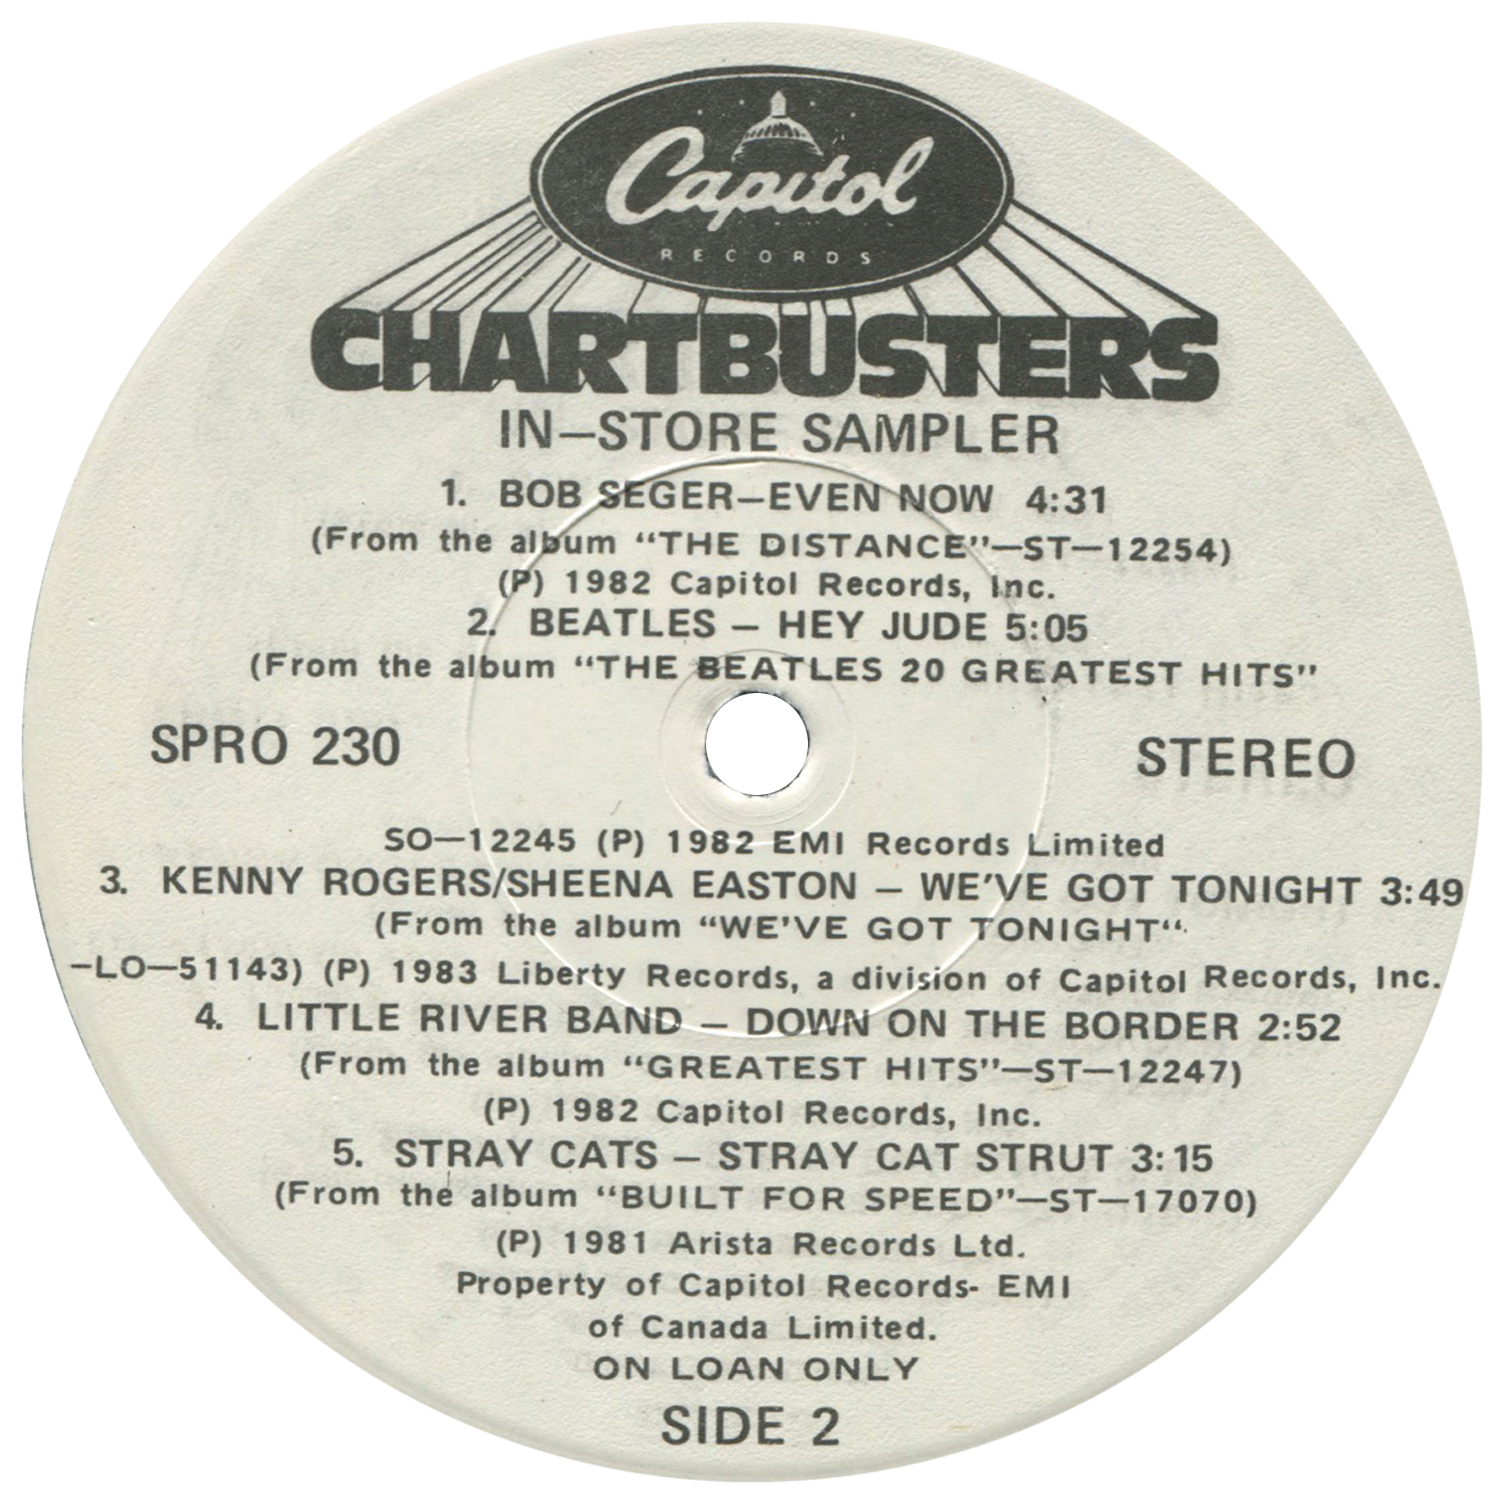 Capitol
RECORDS
CHARTBUSTERS
IN—STORE SAMPLER
1. BOB SEGER—EVEN NOW 4:31
(From the album “THE DISTANCE”—ST—12254)
(P) 1982 Capitol Records, Inc.
2. BEATLES — HEY JUDE 5:05
(From the album “THE BEATLES 20 GREATEST HITS”
SPRO 230 STEREO
SO—12245 (P) 1982 EMI Records Limited
3. KENNY ROGERS/SHEENA EASTON — WE’VE GOT TONIGHT 3:49
(From the album “WE’VE GOT TONIGHT“
—LO—51143) (P) 1983 Liberty Records, a division of Capitol Records, Inc.
4. LITTLE RIVER BAND — DOWN ON THE BORDER 2:52
(From the album “GREATEST HITS”—ST—12247)
(P) 1982 Capitol Records, Inc.
5. STRAY CATS — STRAY CAT STRUT 3:15
(From the album “BUILT FOR SPEED”—ST—17070)
(P) 1981 Arista Records Ltd.
Property of Capitol Records- EMI
of Canada Limited.
ON LOAN ONLY
SIDE 2